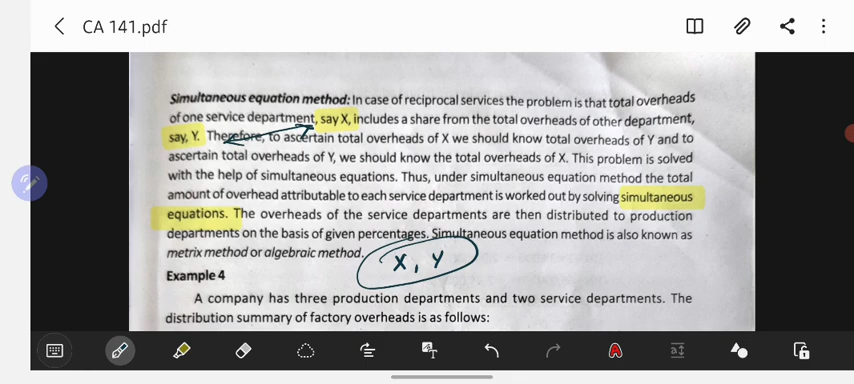 CA 141.pdf
Simultaneous equation method: In case of reciprocal services the problem is that total overheads
of one service department, say X, includes a share from the total overheads of other department,
say, Y. Therefore, to ascertain total overheads of X we should know total overheads of Y and to
ascertain total overheads of Y, we should know the total overheads of X. This problem is solved
with the help of simultaneous equations. Thus, under simultaneous equation method the total
amount of overhead attributable to each service department is worked out by solving simultaneous
equations. The overheads of the service departments are then distributed to production
departments on the basis of given percentages. Simultaneous equation method is also known as
metrix method or algebraic method.
X, Y
Example 4
A company has three production departments and two service departments. The
distribution summary of factory overheads is as follows: